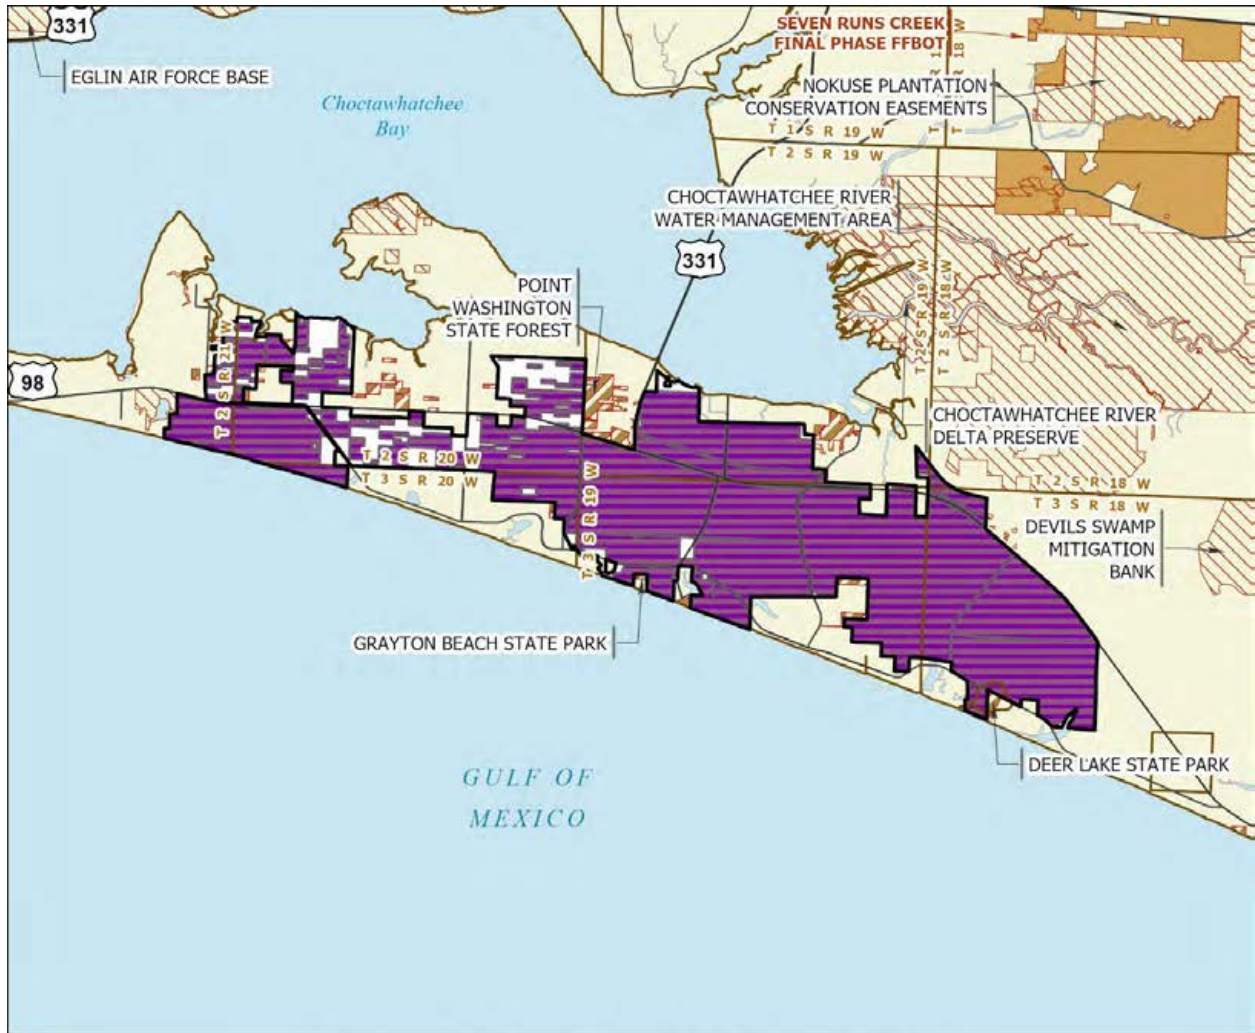 331
EGLIN AIR FORCE BASE
Choctawhatchee
Bay
SEVEN RUNS CREEK
FINAL PHASE FFBOT
NOKUSE PLANTATION
CONSERVATION EASEMENTS
T 1 S R 19 W
T 2 S R 19 W
CHOCTAWHATCHEE RIVER
WATER MANAGEMENT AREA
331
POINT
WASHINGTON
STATE FOREST
98
T 2 S R 21 W
T 2 S R 19 W
T 2 S R 18 W
CHOCTAWHATCHEE RIVER
DELTA PRESERVE
T 2 S R 20 W
T 3 S R 20 W
T 3 S R 19 W
T 2 S R 18 W
T 3 S R 18 W
DEVILS SWAMP
MITIGATION
BANK
GRAYTON BEACH STATE PARK
DEER LAKE STATE PARK
GULF OF
MEXICO